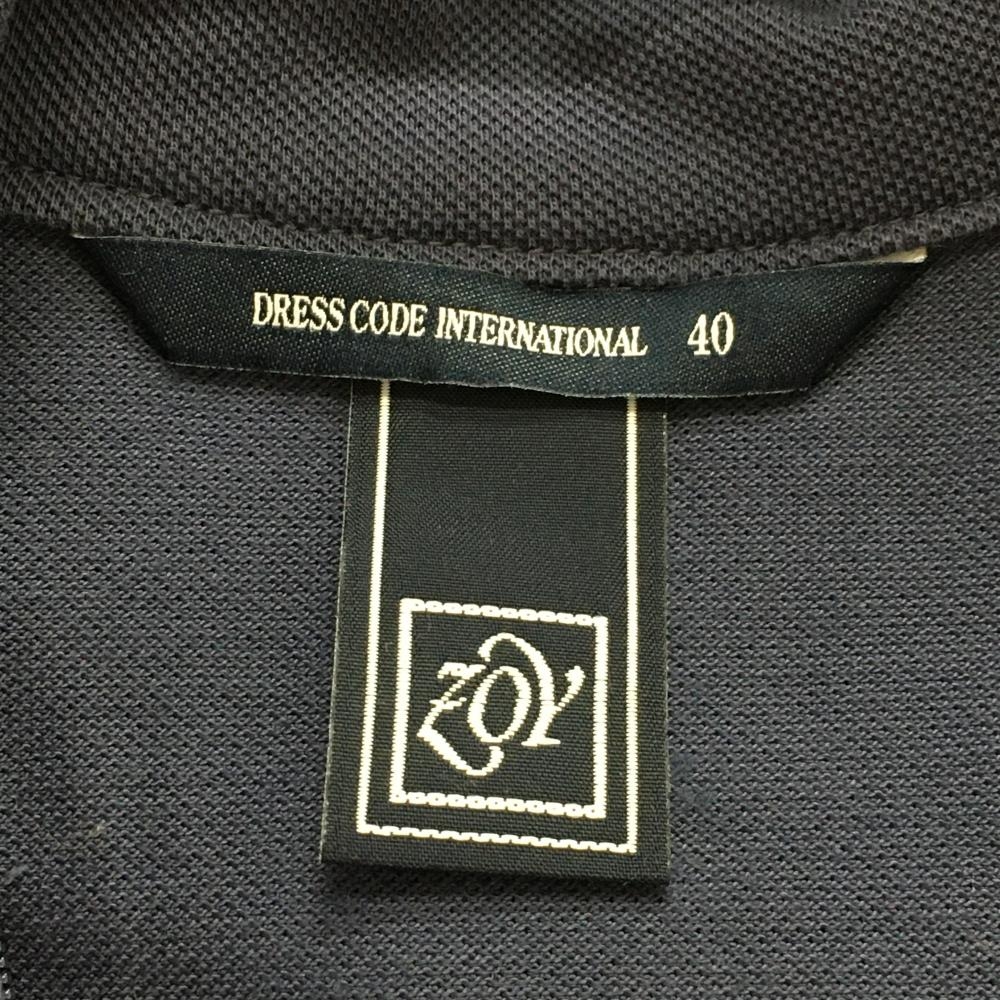 DRESS CODE INTERNATIONAL 40
ZOY